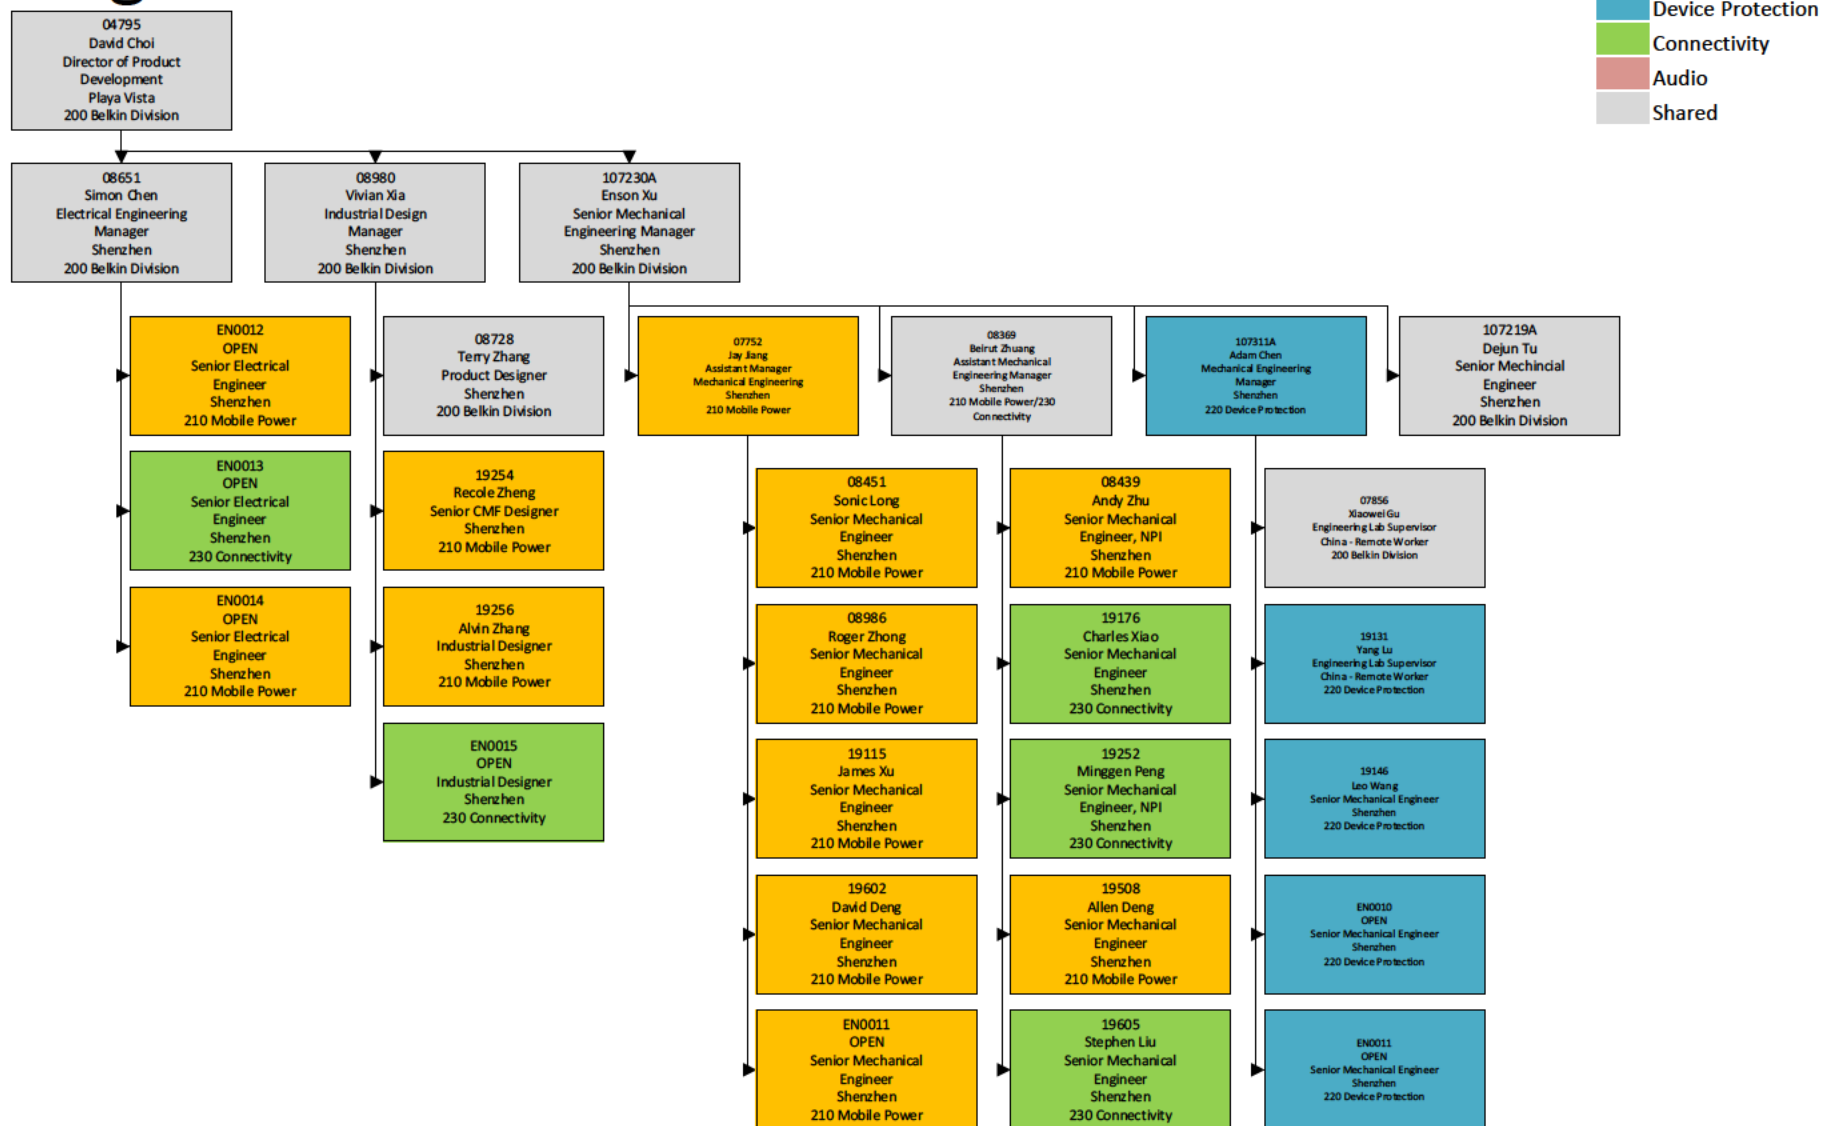 Device Protection
Connectivity
Audio
Shared
04795
David Choi
Director of Product
Development
Playa Vista
200 Belkin Division
08651
Simon Chen
Electrical Engineering
Manager
Shenzhen
200 Belkin Division
08980
Vivian Xia
Industrial Design
Manager
Shenzhen
200 Belkin Division
107230A
Enson Xu
Senior Mechanical
Engineering Manager
Shenzhen
200 Belkin Division
EN0012
OPEN
Senior Electrical
Engineer
Shenzhen
210 Mobile Power
EN0013
OPEN
Senior Electrical
Engineer
Shenzhen
230 Connectivity
EN0014
OPEN
Senior Electrical
Engineer
Shenzhen
210 Mobile Power
08728
Terry Zhang
Product Designer
Shenzhen
200 Belkin Division
19254
Recole Zheng
Senior CMF Designer
Shenzhen
210 Mobile Power
19256
Alvin Zhang
Industrial Designer
Shenzhen
210 Mobile Power
EN0015
OPEN
Industrial Designer
Shenzhen
230 Connectivity
07752
Jay Jiang
Assistant Manager
Mechanical Engineering
Shenzhen
210 Mobile Power
08369
Beirut Zhuang
Assistant Mechanical
Engineering Manager
Shenzhen
210 Mobile Power/230
Connectivity
107311A
Adam Chen
Mechanical Engineering
Manager
Shenzhen
220 Device Protection
107219A
Dejun Tu
Senior Mechincial
Engineer
Shenzhen
200 Belkin Division
08451
Sonic Long
Senior Mechanical
Engineer
Shenzhen
210 Mobile Power
08986
Roger Zhong
Senior Mechanical
Engineer
Shenzhen
210 Mobile Power
19115
James Xu
Senior Mechanical
Engineer
Shenzhen
210 Mobile Power
19602
David Deng
Senior Mechanical
Engineer
Shenzhen
210 Mobile Power
EN0011
OPEN
Senior Mechanical
Engineer
Shenzhen
210 Mobile Power
08439
Andy Zhu
Senior Mechanical
Engineer, NPI
Shenzhen
210 Mobile Power
19176
Charles Xiao
Senior Mechanical
Engineer
Shenzhen
230 Connectivity
19252
Minggen Peng
Senior Mechanical
Engineer, NPI
Shenzhen
230 Connectivity
19508
Allen Deng
Senior Mechanical
Engineer
Shenzhen
210 Mobile Power
19605
Stephen Liu
Senior Mechanical
Engineer
Shenzhen
230 Connectivity
07856
Xiaowei Gu
Engineering Lab Supervisor
China - Remote Worker
200 Belkin Division
19131
Yang Lu
Engineering Lab Supervisor
China - Remote Worker
220 Device Protection
19146
Leo Wang
Senior Mechanical Engineer
Shenzhen
220 Device Protection
EN0010
OPEN
Senior Mechanical Engineer
Shenzhen
220 Device Protection
EN0011
OPEN
Senior Mechanical Engineer
Shenzhen
220 Device Protection